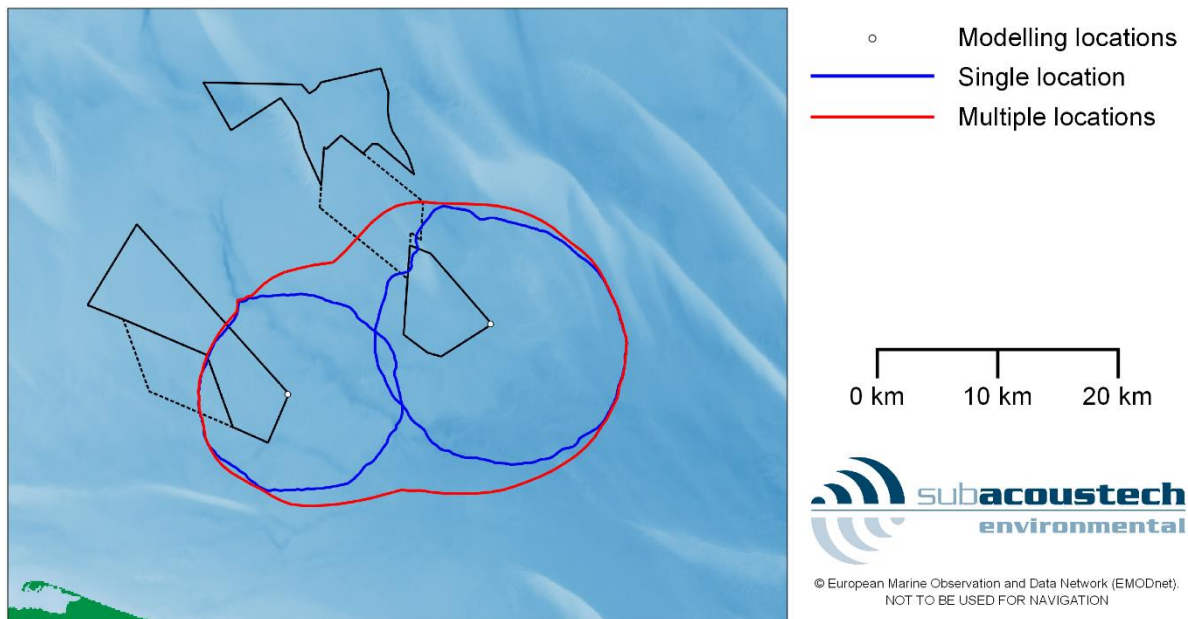 Modelling locations
Single location
Multiple locations
0 km 10 km 20 km
subacoustech
environmental
© European Marine Observation and Data Network (EMODnet).
NOT TO BE USED FOR NAVIGATION